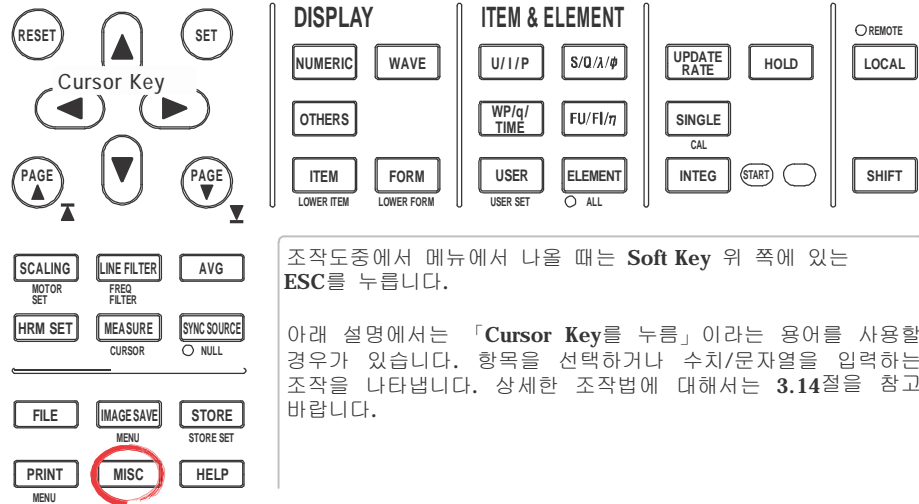 RESET
SET
Cursor Key
PAGE
PAGE
DISPLAY
NUMERIC
WAVE
OTHERS
ITEM
FORM
LOWER ITEM
LOWER FORM
ITEM & ELEMENT
U / I / P
S/Q/λ/ϕ
WP/q/
TIME
FU/FI/η
USER
ELEMENT
USER SET
ALL
UPDATE
RATE
HOLD
SINGLE
CAL
INTEG
START
REMOTE
LOCAL
SHIFT
SCALING
LINE FILTER
AVG
MOTOR
SET
FREQ
FILTER
HRM SET
MEASURE
SYNC SOURCE
CURSOR
NULL
FILE
IMAGE SAVE
STORE
MENU
STORE SET
PRINT
MISC
HELP
MENU
조작도중에서 메뉴에서 나올 때는 Soft Key 위 쪽에 있는
ESC를 누릅니다.
아래 설명에서는 「Cursor Key를 누름」이라는 용어를 사용할
경우가 있습니다. 항목을 선택하거나 수치/문자열을 입력하는
조작을 나타냅니다. 상세한 조작법에 대해서는 3.14절을 참고
바랍니다.